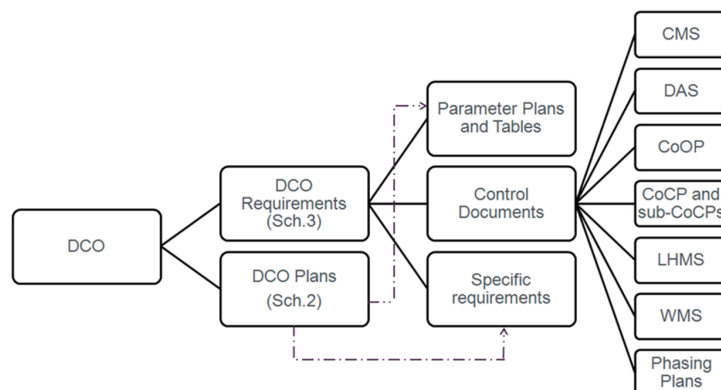 DCO
DCO
Requirements
(Sch.3)
DCO Plans
(Sch.2)
Parameter Plans
and Tables
Control
Documents
Specific
requirements
CMS
DAS
CoOP
CoCP and
sub-CoCPs
LHMS
WMS
Phasing
Plans